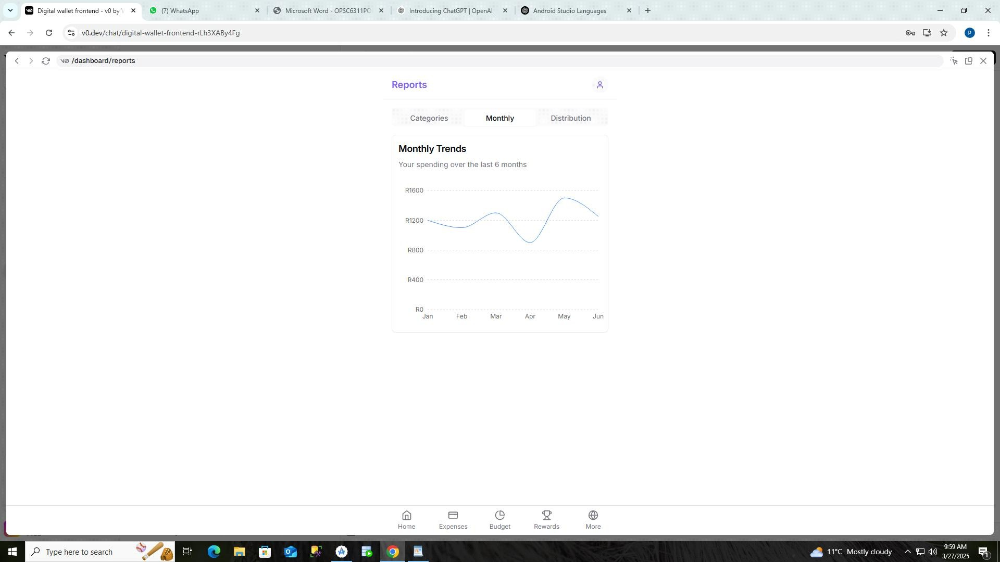 Digital wallet frontend - v0 by
(7) WhatsApp
Microsoft Word - OPSC6311PO
Introducing ChatGPT | OpenAI
Android Studio Languages
v0.dev/chat/digital-wallet-frontend-rLh3XABy4Fg
p
/dashboard/reports
Reports
Categories
Monthly
Distribution
Monthly Trends
Your spending over the last 6 months
R1600
R1200
R800
R400
R0
Jan
Feb
Mar
Apr
May
Jun
Home
Expenses
Budget
Rewards
More
Type here to search
11°C Mostly cloudy
9:59 AM
3/27/2025
1